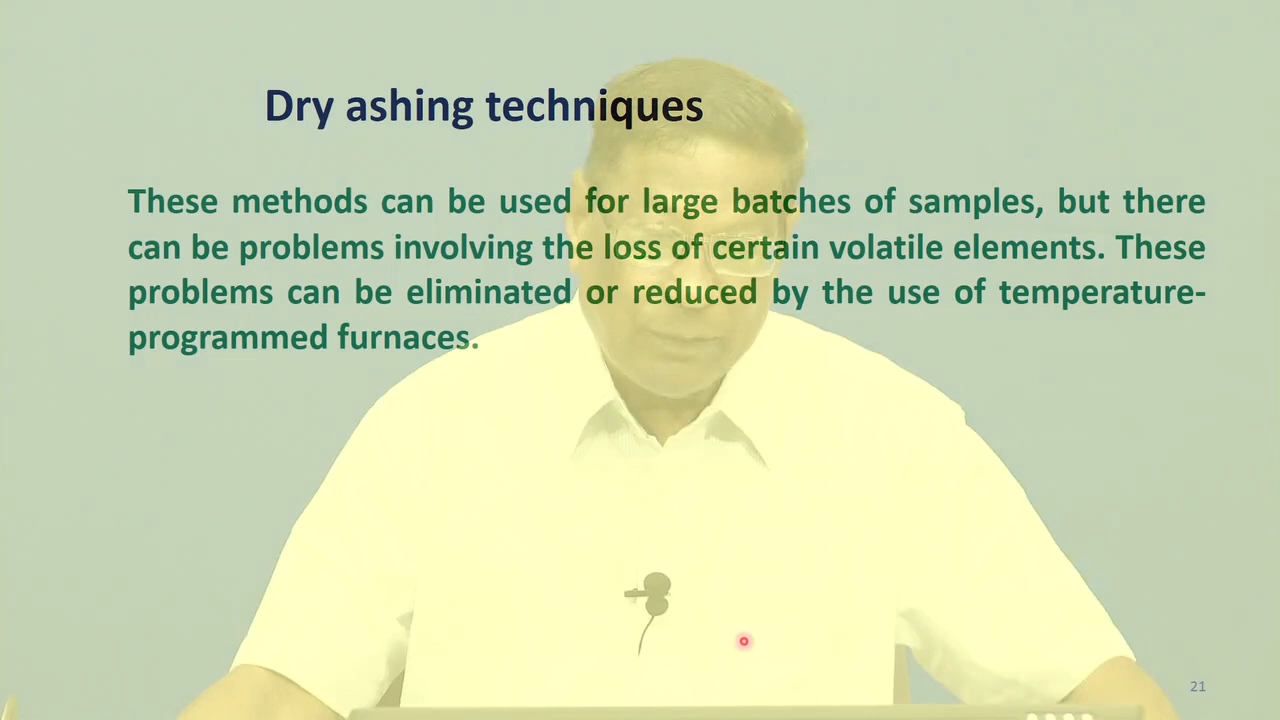 Dry ashing techniques
These methods can be used for large batches of samples, but there
can be problems involving the loss of certain volatile elements. These
problems can be eliminated or reduced by the use of temperature-
programmed furnaces.
21